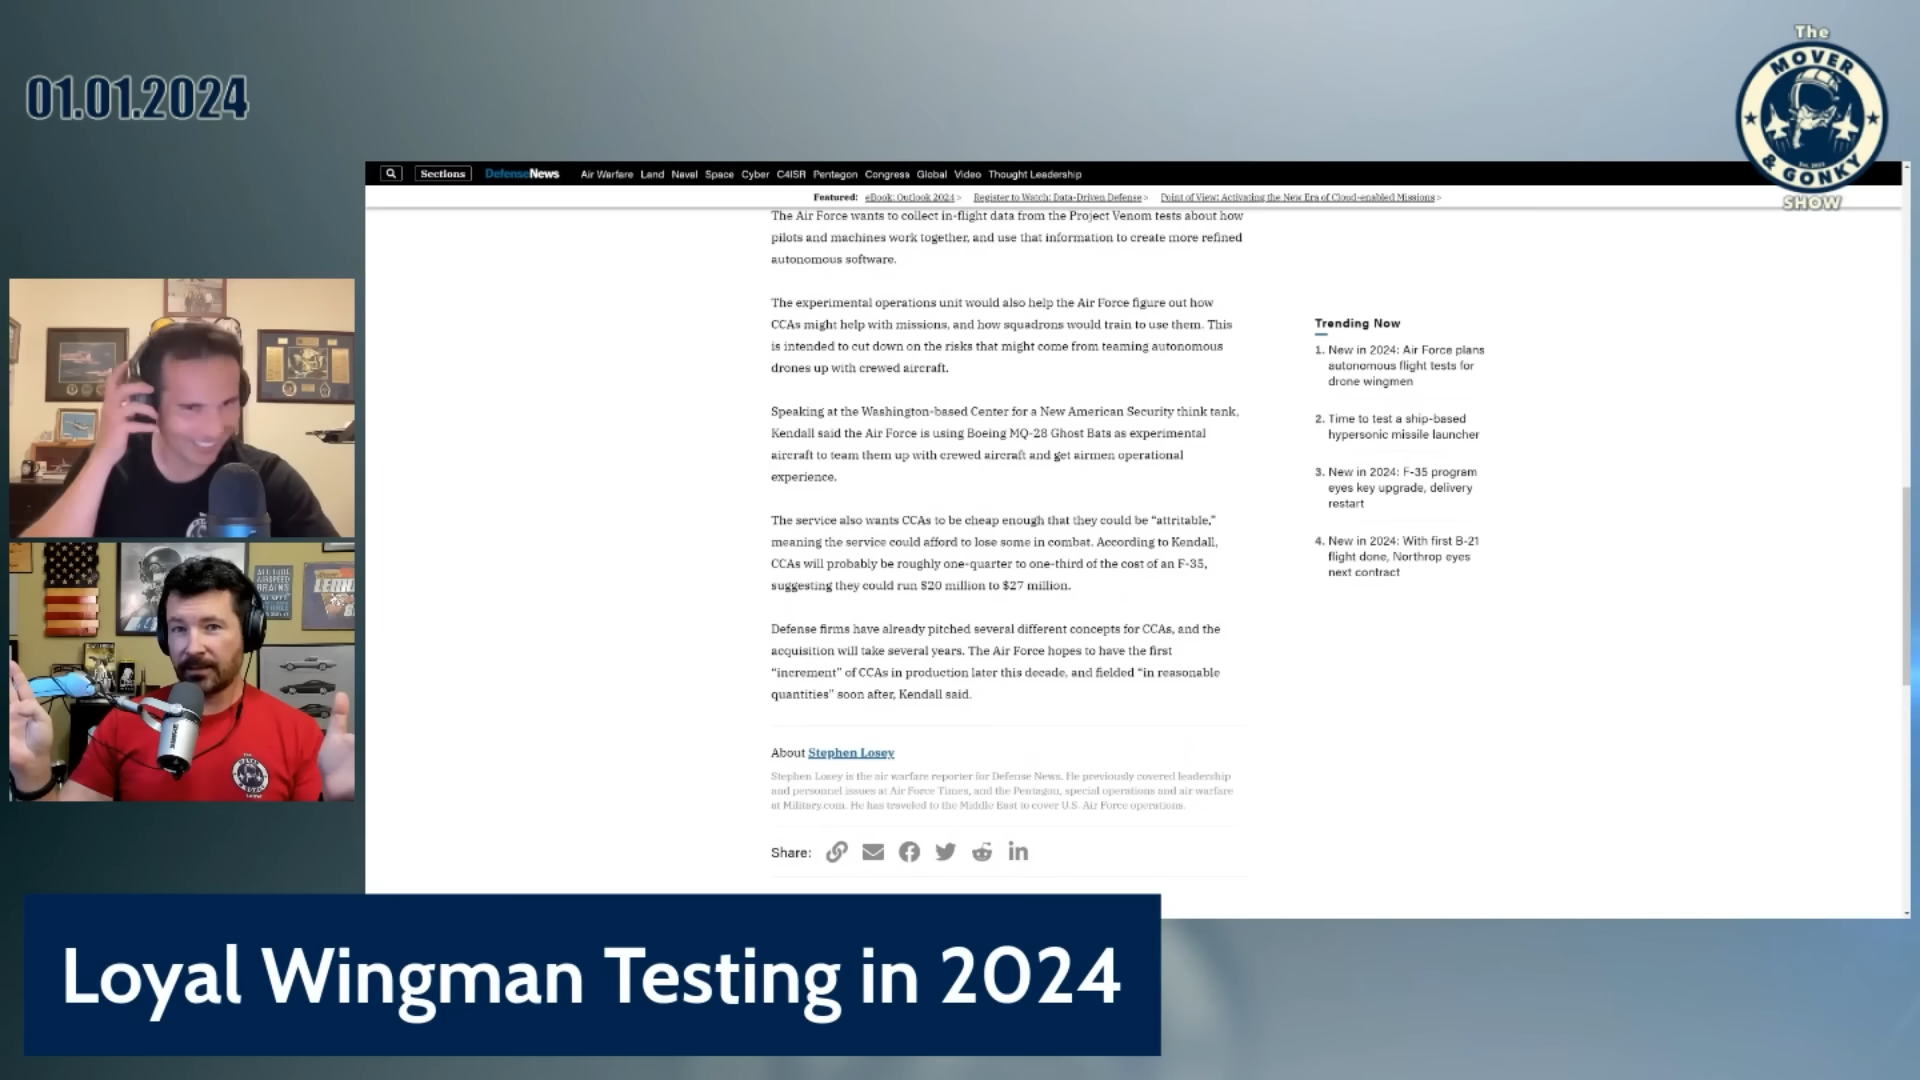 01.01.2024
The
MOVER
& GONKY
SHOW
Sections
DefenseNews
Air Warfare Land Naval Space Cyber C4ISR Pentagon Congress Global Video Thought Leadership
Featured: eBook: Outlook 2024 > Register to Watch: Data-Driven Defense > Point of View: Activating the New Era of Cloud-enabled Missions >
The Air Force wants to collect in-flight data from the Project Venom tests about how
pilots and machines work together, and use that information to create more refined
autonomous software.
The experimental operations unit would also help the Air Force figure out how
CCAs might help with missions, and how squadrons would train to use them. This
is intended to cut down on the risks that might come from teaming autonomous
drones up with crewed aircraft.
Speaking at the Washington-based Center for a New American Security think tank,
Kendall said the Air Force is using Boeing MQ-28 Ghost Bats as experimental
aircraft to team them up with crewed aircraft and get airmen operational
experience.
The service also wants CCAs to be cheap enough that they could be “attritable,”
meaning the service could afford to lose some in combat. According to Kendall,
CCAs will probably be roughly one-quarter to one-third of the cost of an F-35,
suggesting they could run $20 million to $27 million.
Defense firms have already pitched several different concepts for CCAs, and the
acquisition will take several years. The Air Force hopes to have the first
“increment” of CCAs in production later this decade, and fielded “in reasonable
quantities” soon after, Kendall said.
About Stephen Losey
Stephen Losey is the air warfare reporter for Defense News. He previously covered leadership
and personnel issues at Air Force Times, and the Pentagon, special operations and air warfare
at Military.com. He has traveled to the Middle East to cover U.S. Air Force operations.
Share:
Trending Now
1. New in 2024: Air Force plans
autonomous flight tests for
drone wingmen
2. Time to test a ship-based
hypersonic missile launcher
3. New in 2024: F-35 program
eyes key upgrade, delivery
restart
4. New in 2024: With first B-21
flight done, Northrop eyes
next contract
ALTITUDE
AIRSPEED
BRAINS
Loyal Wingman Testing in 2024